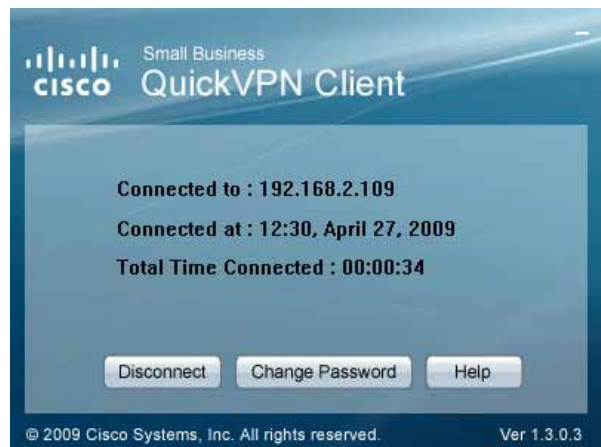 Small Business
CISCO QuickVPN Client
Connected to : 192.168.2.109
Connected at : 12:30, April 27, 2009
Total Time Connected : 00:00:34
Disconnect Change Password Help
© 2009 Cisco Systems, Inc. All rights reserved. Ver 1.3.0.3